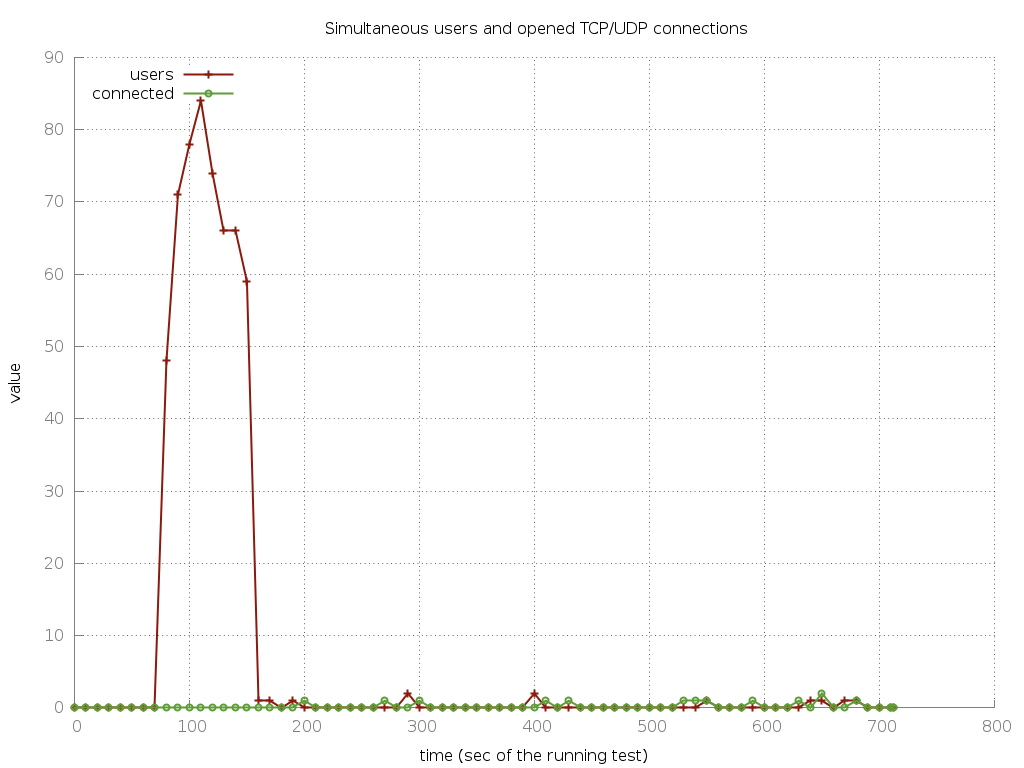 Simultaneous users and opened TCP/UDP connections
90
users
connected
80
70
60
50
value
40
30
20
10
0
0 100 200 300 400 500 600 700 800
time (sec of the running test)